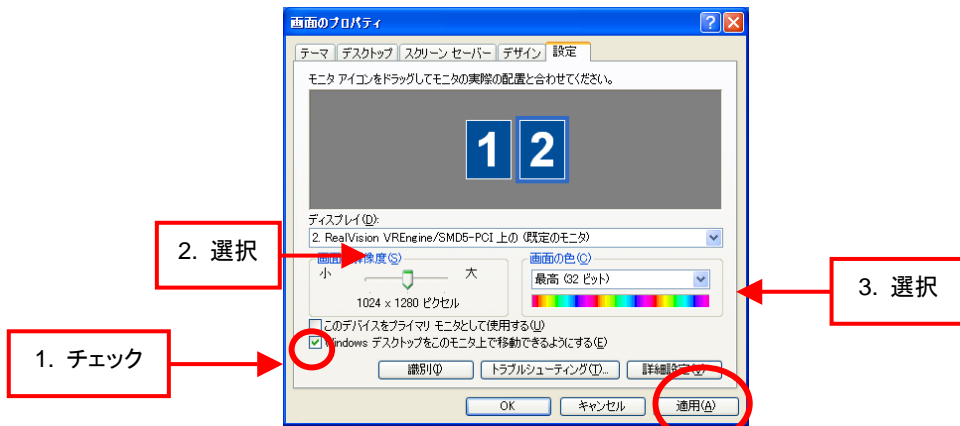 画面のプロパティ
テーマ デスクトップ スクリーン セーバー デザイン 設定
モニタ アイコンをドラッグしてモニタの実際の配置と合わせてください。
1 2
ディスプレイ(D):
2. RealVision VREngine/SMD5-PCI 上の (既定のモニタ)
2. 選択
画面 像度(S)
小 大
1024 x 1280 ピクセル
画面の色(C)
最高 (32 ビット)
3. 選択
このデバイスをプライマリ モニタとして使用する(U)
Windows デスクトップをこのモニタ上で移動できるようにする(E)
1. チェック
識別(I) トラブルシューティング(T)... 詳細設定(V)
OK キャンセル 適用(A)